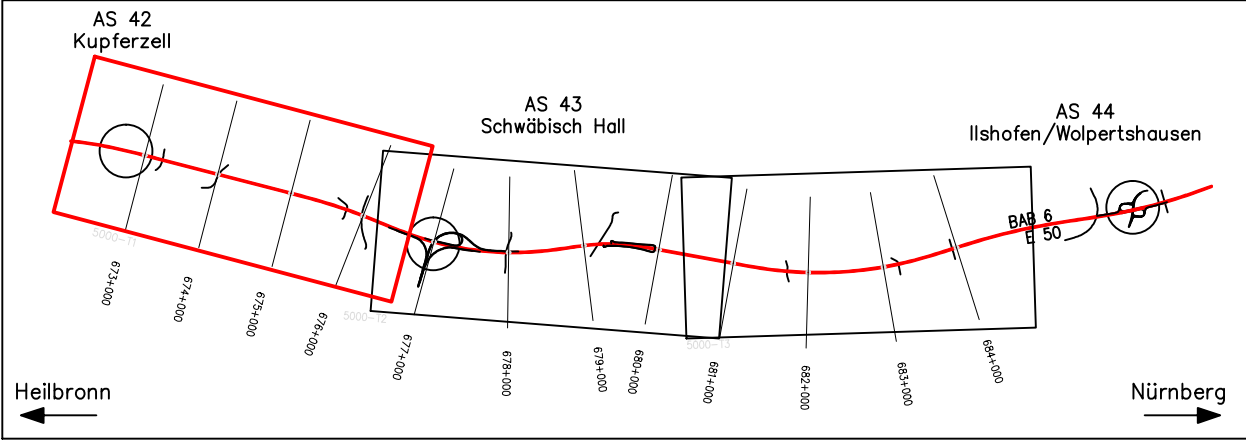 AS 42
Kupferzell
AS 43
Schwäbisch Hall
AS 44
Ilshofen/Wolpertshausen
BAB 6
E 50
5000-T1
5000-T2
5000-T3
673+000
674+000
675+000
676+000
677+000
678+000
679+000
680+000
681+000
682+000
683+000
684+000
Heilbronn
Nürnberg